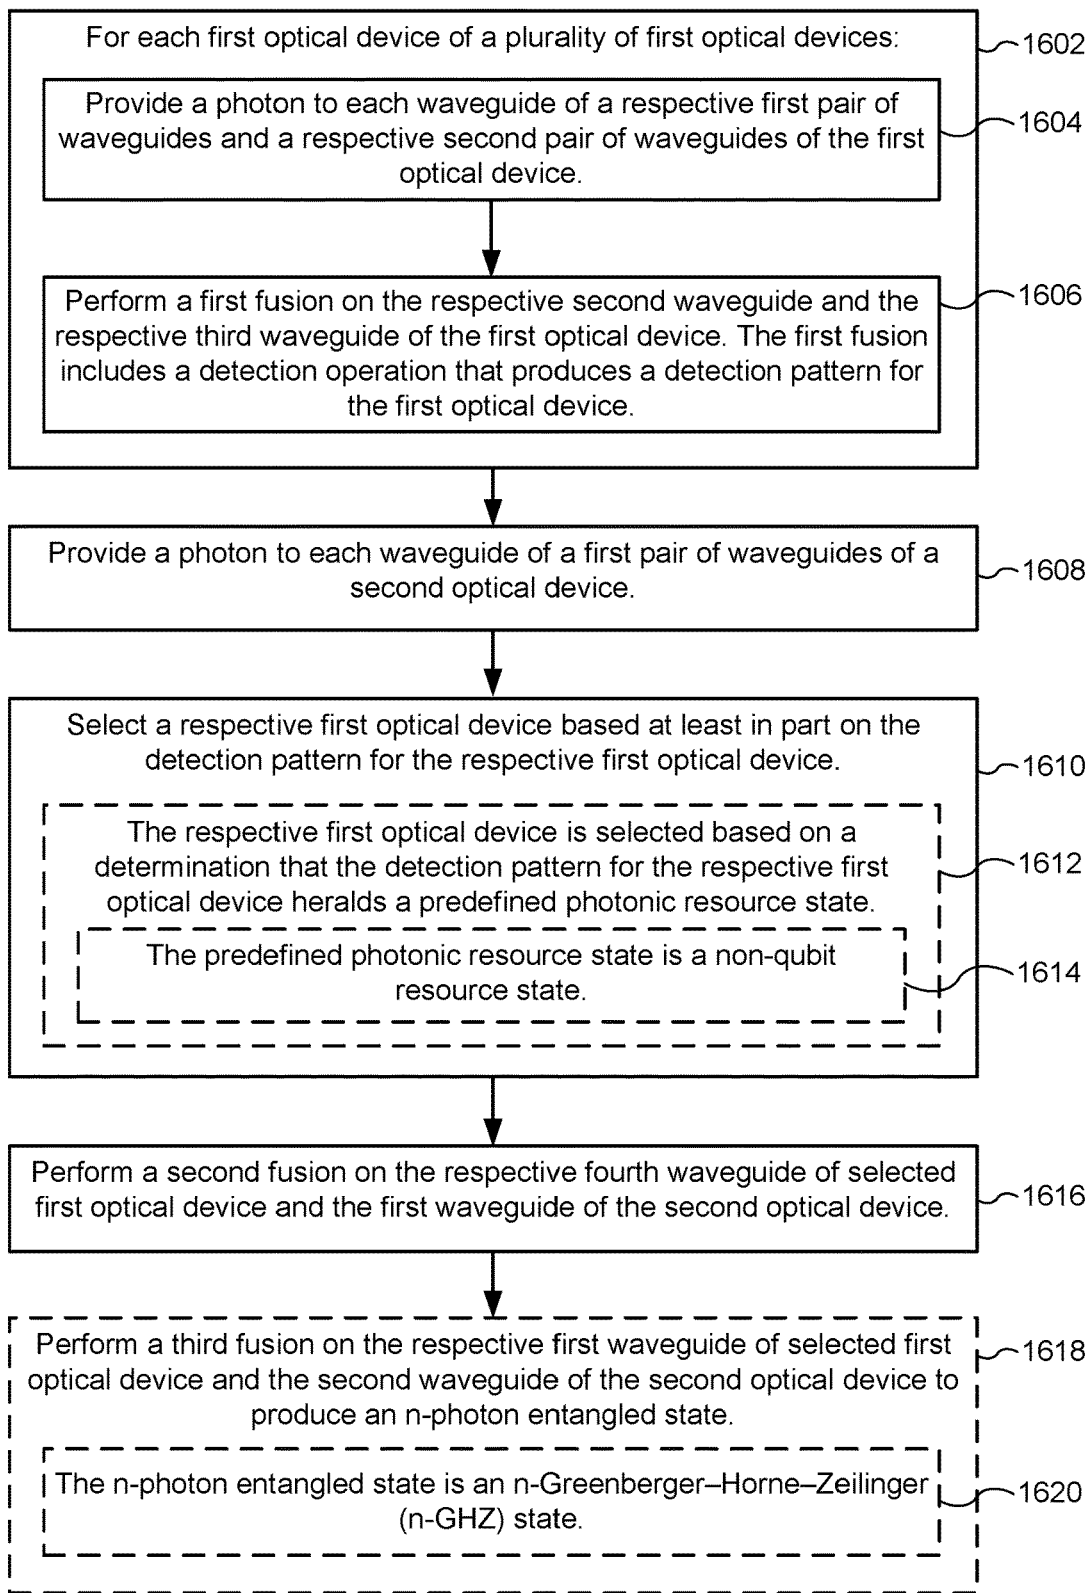 For each first optical device of a plurality of first optical devices:
1602
Provide a photon to each waveguide of a respective first pair of
waveguides and a respective second pair of waveguides of the first
optical device.
1604
Perform a first fusion on the respective second waveguide and the
respective third waveguide of the first optical device. The first fusion
includes a detection operation that produces a detection pattern for
the first optical device.
1606
Provide a photon to each waveguide of a first pair of waveguides of a
second optical device.
1608
Select a respective first optical device based at least in part on the
detection pattern for the respective first optical device.
1610
The respective first optical device is selected based on a
determination that the detection pattern for the respective first
optical device heralds a predefined photonic resource state.
1612
The predefined photonic resource state is a non-qubit
resource state.
1614
Perform a second fusion on the respective fourth waveguide of selected
first optical device and the first waveguide of the second optical device.
1616
Perform a third fusion on the respective first waveguide of selected first
optical device and the second waveguide of the second optical device to
produce an n-photon entangled state.
1618
The n-photon entangled state is an n-Greenberger–Horne–Zeilinger
(n-GHZ) state.
1620